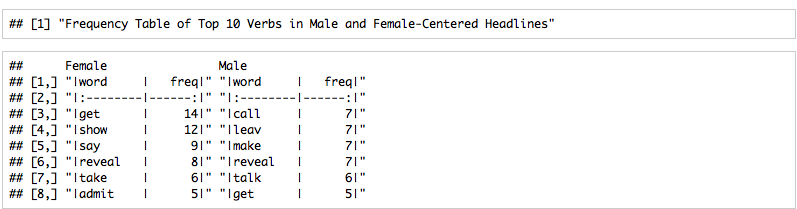 ## [1] "Frequency Table of Top 10 Verbs in Male and Female-Centered Headlines"
##      Female                 Male
## [1,] "|word     |   freq|" "|word     |   freq|"
## [2,] "|:--------|------:|" "|:--------|------:|"
## [3,] "|get      |     14|" "|call     |      7|"
## [4,] "|show     |     12|" "|leav     |      7|"
## [5,] "|say      |      9|" "|make     |      7|"
## [6,] "|reveal   |      8|" "|reveal   |      7|"
## [7,] "|take     |      6|" "|talk     |      6|"
## [8,] "|admit    |      5|" "|get      |      5|"